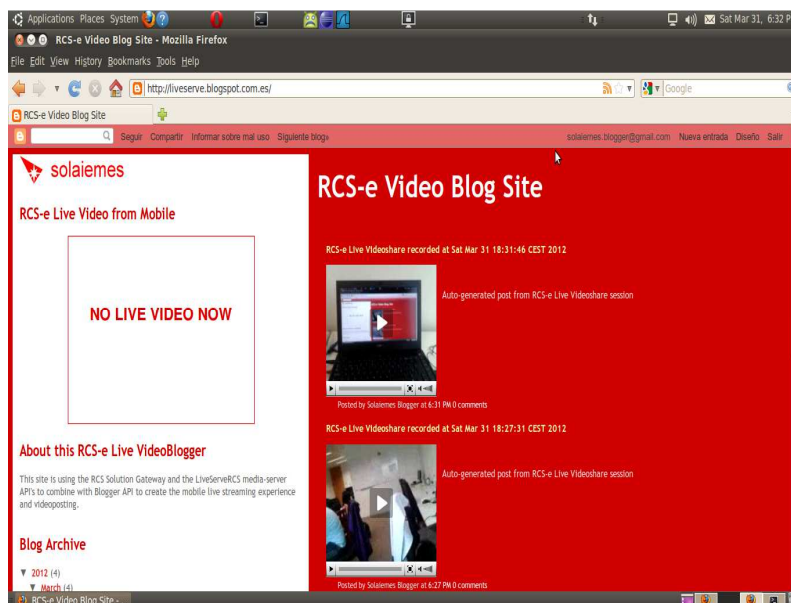 Applications Places System
Sat Mar 31, 6:32 P
RCS-e Video Blog Site - Mozilla Firefox
File Edit View History Bookmarks Tools Help
http://liveserve.blogspot.com.es/
Google
RCS-e Video Blog Site
Seguir Compartir Informar sobre mal uso Siguiente blog»
solaiemes.blogger@gmail.com Nueva entrada Diseño Salir
solaiemes
RCS-e Live Video from Mobile
NO LIVE VIDEO NOW
About this RCS-e Live VideoBlogger
This site is using the RCS Solution Gateway and the LiveServeRCS media-server
API's to combine with Blogger API to create the mobile live streaming experience
and videoposting.
Blog Archive
▼ 2012 (4)
▼ March (4)
RCS-e Video Blog Site
RCS-e Live Videoshare recorded at Sat Mar 31 18:31:46 CEST 2012
Auto-generated post from RCS-e Live Videoshare session
Posted by Solaiemes Blogger at 6:31 PM 0 comments
RCS-e Live Videoshare recorded at Sat Mar 31 18:27:31 CEST 2012
Auto-generated post from RCS-e Live Videoshare session
Posted by Solaiemes Blogger at 6:27 PM 0 comments
RCS-e Video Blog Site -